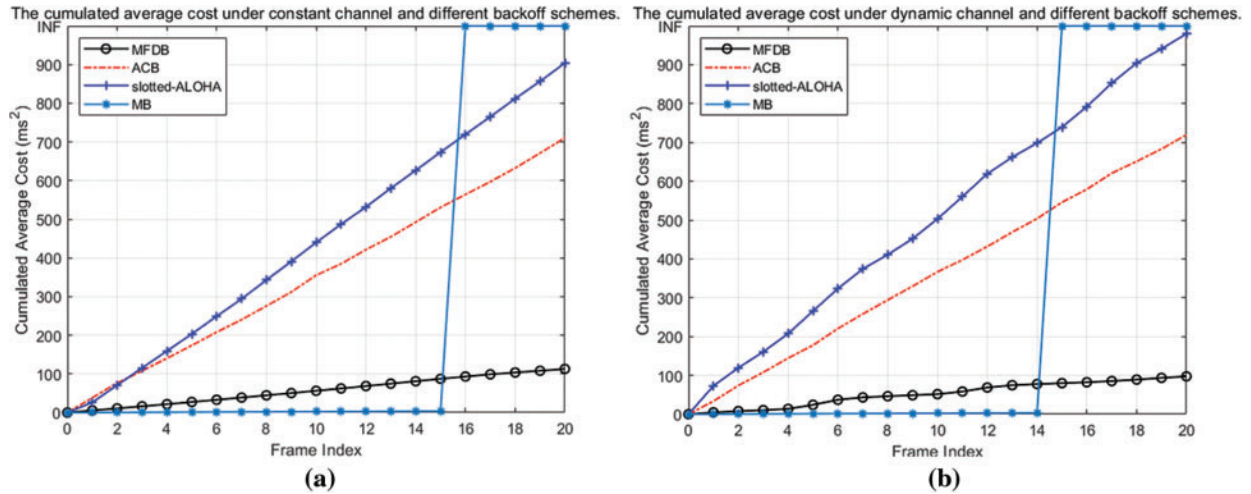 The cumulated average cost under constant channel and different backoff schemes.
INF
900
800
700
600
500
400
300
200
100
0
Cumulated Average Cost (ms²)
MFDB
ACB
slotted-ALOHA
MB
0 2 4 6 8 10 12 14 16 18 20
Frame Index
(a)
The cumulated average cost under dynamic channel and different backoff schemes.
INF
900
800
700
600
500
400
300
200
100
0
Cumulated Average Cost (ms²)
MFDB
ACB
slotted-ALOHA
MB
0 2 4 6 8 10 12 14 16 18 20
Frame Index
(b)